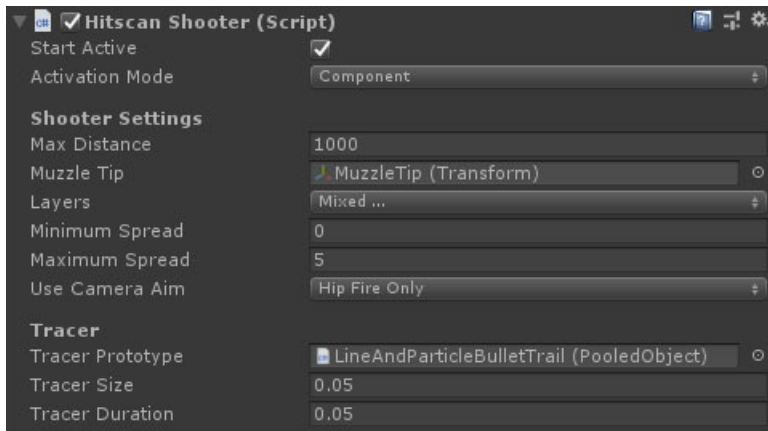 Hitscan Shooter (Script)
Start Active
Activation Mode Component
Shooter Settings
Max Distance 1000
Muzzle Tip MuzzleTip (Transform)
Layers Mixed ...
Minimum Spread 0
Maximum Spread 5
Use Camera Aim Hip Fire Only
Tracer
Tracer Prototype LineAndParticleBulletTrail (PooledObject)
Tracer Size 0.05
Tracer Duration 0.05